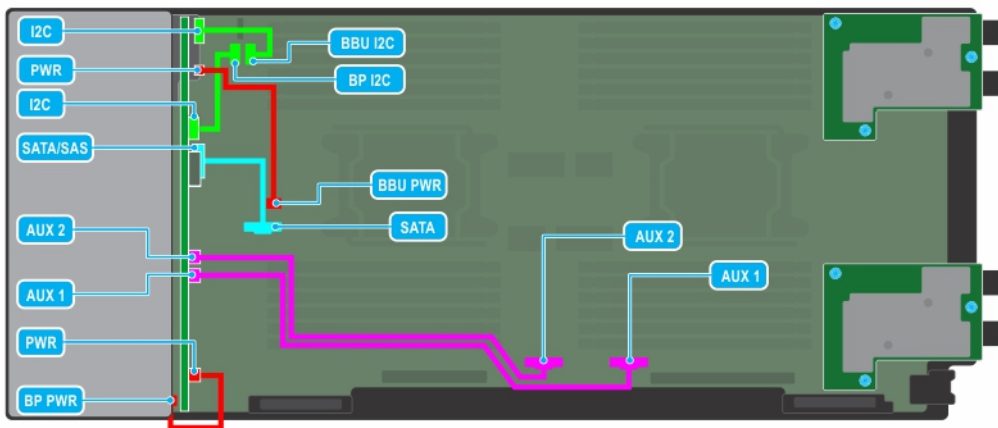 I2C
PWR
I2C
SATA/SAS
AUX 2
AUX 1
PWR
BP PWR
BBU I2C
BP I2C
BBU PWR
SATA
AUX 2
AUX 1